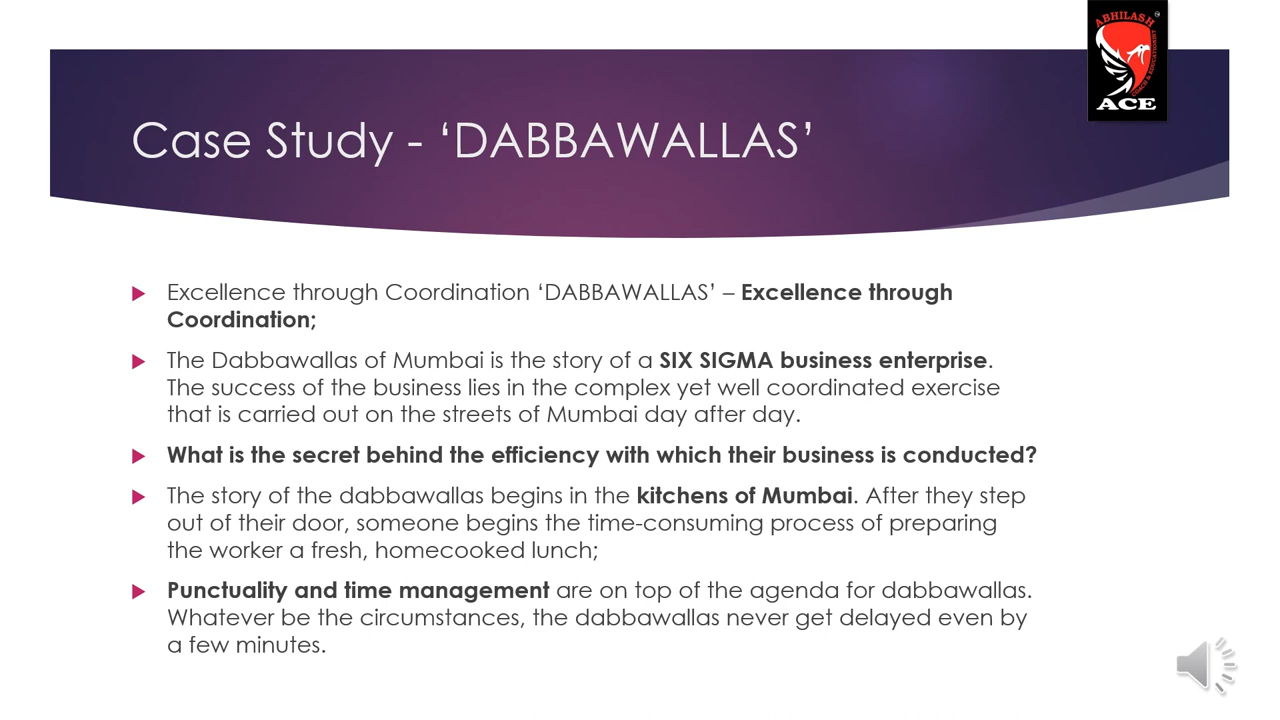 ABHILASH
COACH & EDUCATIONIST
ACE
Case Study - ‘DABBAWALLAS’
Excellence through Coordination ‘DABBAWALLAS’ – Excellence through
Coordination;
The Dabbawallas of Mumbai is the story of a SIX SIGMA business enterprise.
The success of the business lies in the complex yet well coordinated exercise
that is carried out on the streets of Mumbai day after day.
What is the secret behind the efficiency with which their business is conducted?
The story of the dabbawallas begins in the kitchens of Mumbai. After they step
out of their door, someone begins the time-consuming process of preparing
the worker a fresh, homecooked lunch;
Punctuality and time management are on top of the agenda for dabbawallas.
Whatever be the circumstances, the dabbawallas never get delayed even by
a few minutes.